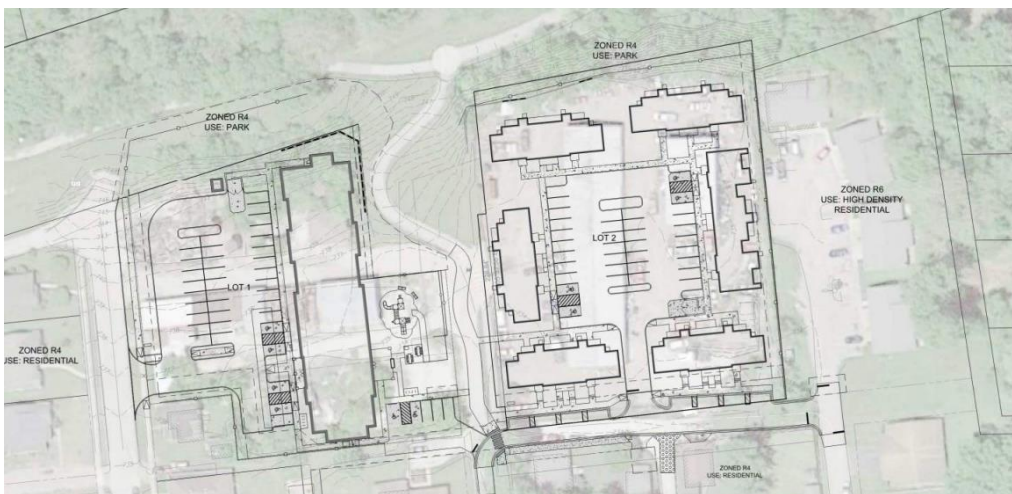 ZONED R4
USE: PARK
ZONED R4
USE: PARK
ZONED R6
USE: HIGH DENSITY
RESIDENTIAL
LOT 2
LOT 1
ZONED R4
USE: RESIDENTIAL
ZONED R4
USE: RESIDENTIAL